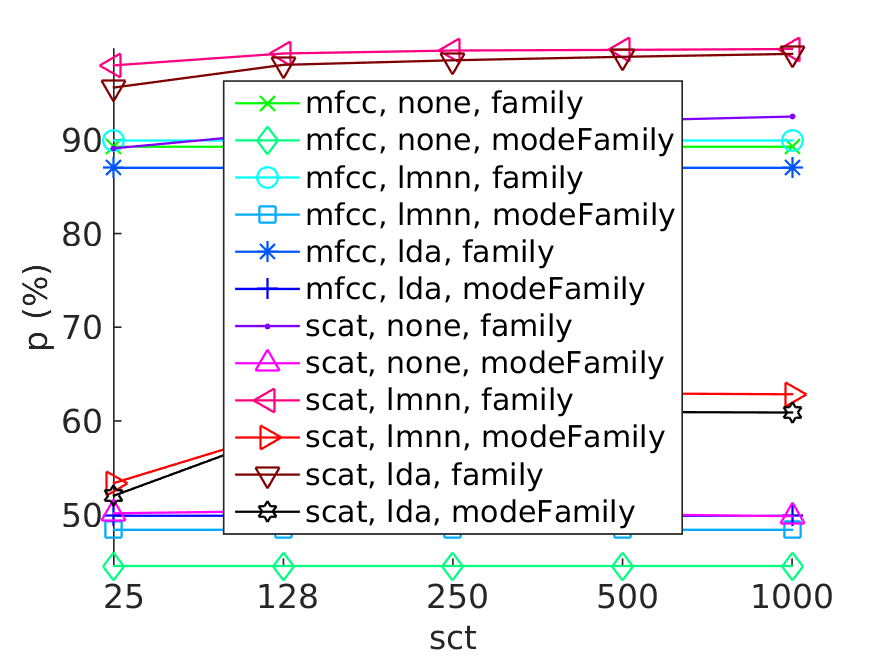 90
80
70
60
50
p (%)
mfcc, none, family
mfcc, none, modeFamily
mfcc, lmnn, family
mfcc, lmnn, modeFamily
mfcc, lda, family
mfcc, lda, modeFamily
scat, none, family
scat, none, modeFamily
scat, lmnn, family
scat, lmnn, modeFamily
scat, lda, family
scat, lda, modeFamily
25 128 250 500 1000
sct